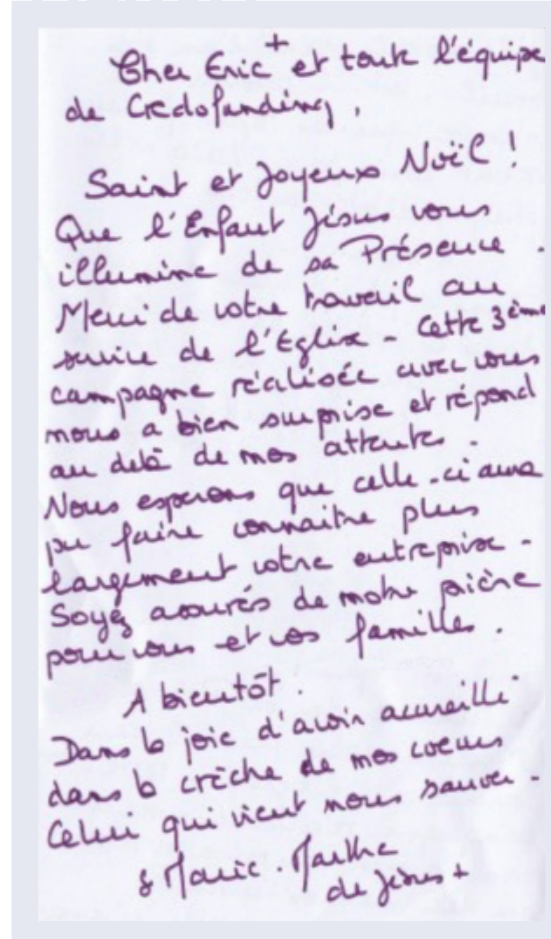 Cher Eric + et toute l'équipe
de Credofunding,
Saint et Joyeux Noël !
Que l'Enfant Jésus vous
illumine de sa Présence.
Merci de votre travail au
service de l'Eglise - Cette 3ème
campagne réalisée avec vous
nous a bien surprise et répond
au delà de nos attentes.
Nous esperons que celle-ci aura
pu faire connaitre plus
largement votre entreprise -
Soyez assurés de notre prière
pour vous et vos familles.
A bientôt.
Dans la joie d'avoir accueilli
dans la crèche de nos coeurs
Celui qui vient nous sauver -
Marie. Marthe
de Jésus +